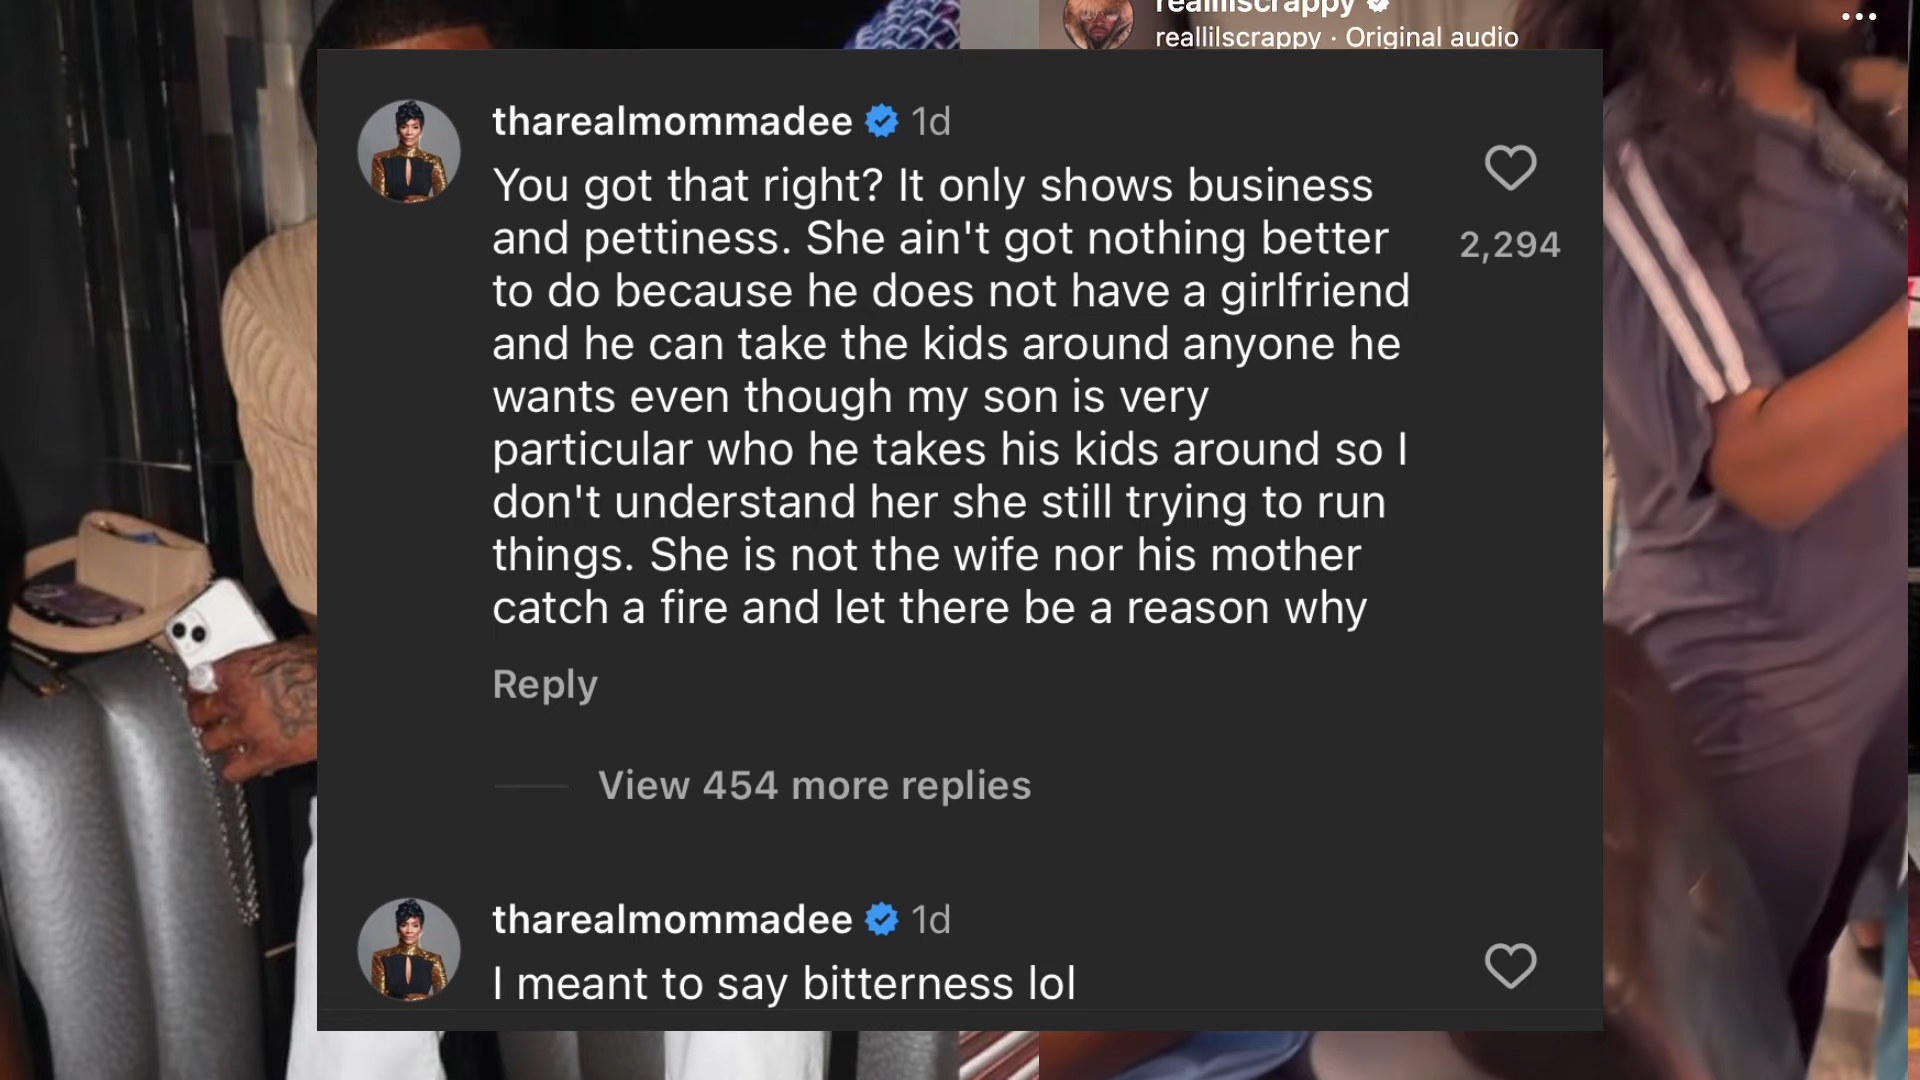 reallilscrappy
reallilscrappy · Original audio
tharealmommadee 1d
You got that right? It only shows business
and pettiness. She ain't got nothing better
to do because he does not have a girlfriend
and he can take the kids around anyone he
wants even though my son is very
particular who he takes his kids around so I
don't understand her she still trying to run
things. She is not the wife nor his mother
catch a fire and let there be a reason why
2,294
Reply
View 454 more replies
tharealmommadee 1d
I meant to say bitterness lol